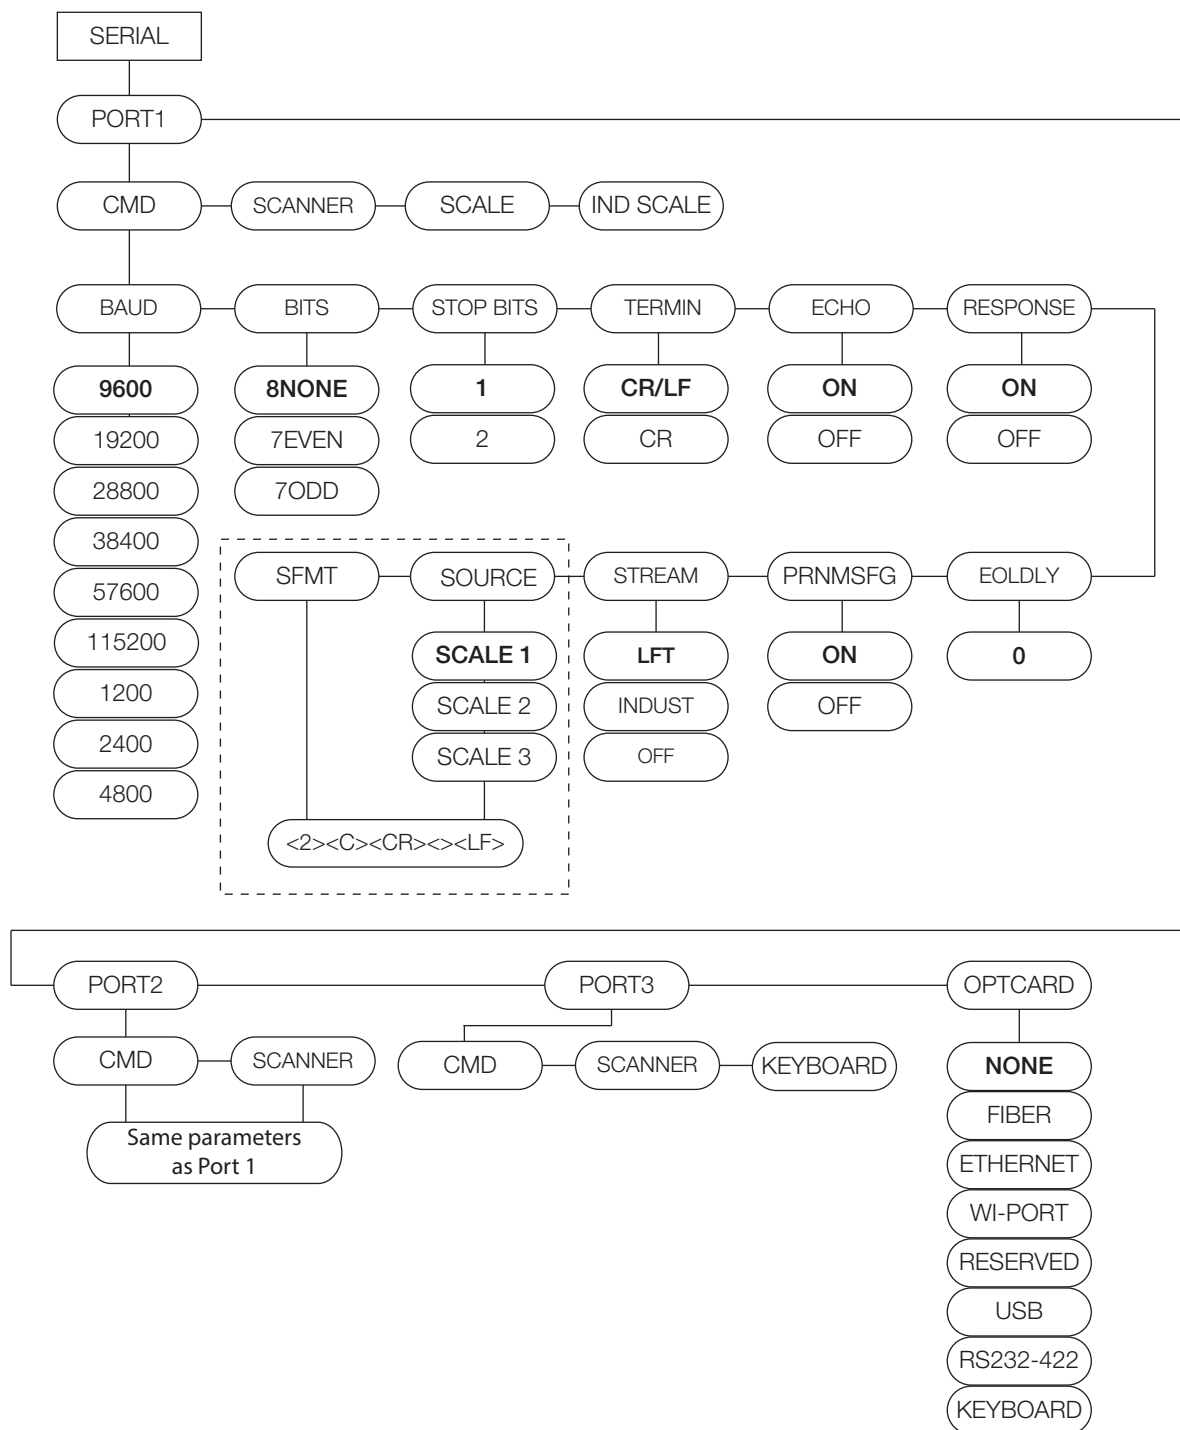 SERIAL
PORT1
CMD SCANNER SCALE IND SCALE
BAUD BITS STOP BITS TERMIN ECHO RESPONSE
9600 8NONE 1 CR/LF ON ON
19200 7EVEN 2 CR OFF OFF
28800 7ODD
38400
57600 SFMT SOURCE STREAM PRNMSFG EOLDLY
115200 SCALE 1 LFT ON 0
1200 SCALE 2 INDUST OFF
2400 SCALE 3 OFF
4800
<2><C><CR><><LF>
PORT2 PORT3 OPTCARD
CMD SCANNER CMD SCANNER KEYBOARD NONE
Same parameters
as Port 1
FIBER
ETHERNET
WI-PORT
RESERVED
USB
RS232-422
KEYBOARD